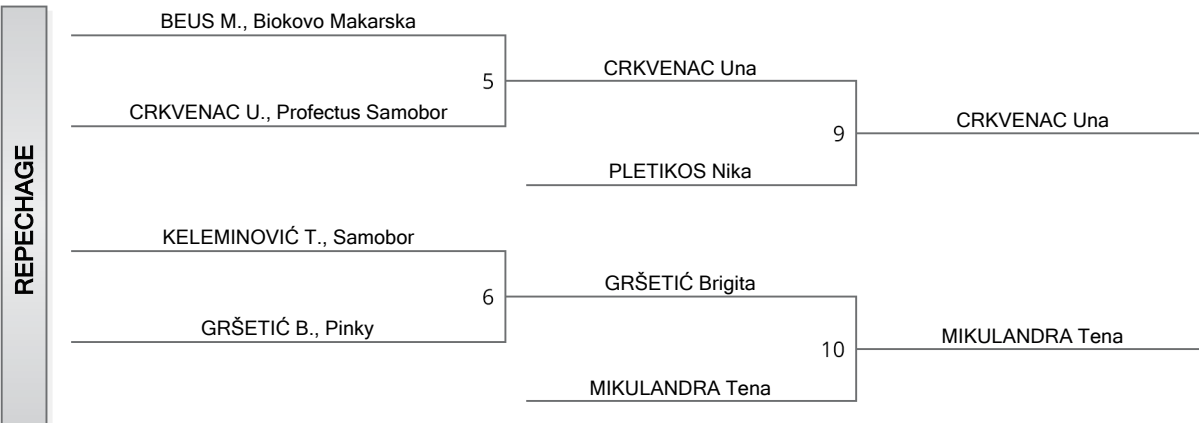 REPECHAGE
BEUS M., Biokovo Makarska
5
CRKVENAC U., Profectus Samobor
CRKVENAC Una
9
PLETIKOS Nika
CRKVENAC Una
KELEMINOVIĆ T., Samobor
6
GRŠETIĆ B., Pinky
GRŠETIĆ Brigita
10
MIKULANDRA Tena
MIKULANDRA Tena